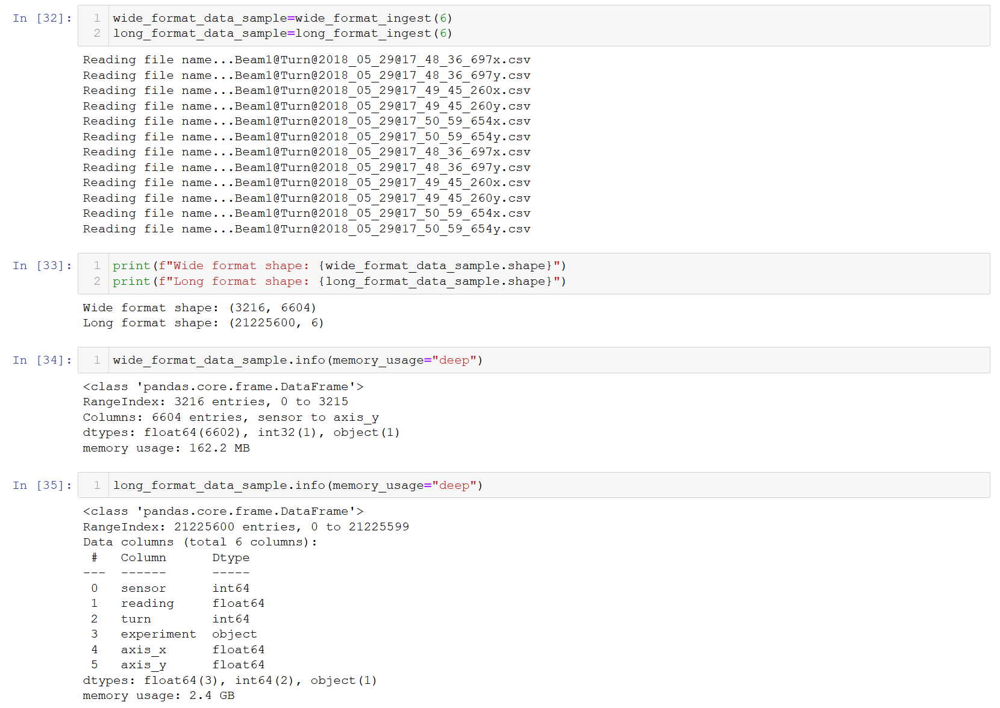 In [32]:
1 wide_format_data_sample=wide_format_ingest(6)
2 long_format_data_sample=long_format_ingest(6)
Reading file name...Beam1@Turn@2018_05_29@17_48_36_697x.csv
Reading file name...Beam1@Turn@2018_05_29@17_48_36_697y.csv
Reading file name...Beam1@Turn@2018_05_29@17_49_45_260x.csv
Reading file name...Beam1@Turn@2018_05_29@17_49_45_260y.csv
Reading file name...Beam1@Turn@2018_05_29@17_50_59_654x.csv
Reading file name...Beam1@Turn@2018_05_29@17_50_59_654y.csv
Reading file name...Beam1@Turn@2018_05_29@17_48_36_697x.csv
Reading file name...Beam1@Turn@2018_05_29@17_48_36_697y.csv
Reading file name...Beam1@Turn@2018_05_29@17_49_45_260x.csv
Reading file name...Beam1@Turn@2018_05_29@17_49_45_260y.csv
Reading file name...Beam1@Turn@2018_05_29@17_50_59_654x.csv
Reading file name...Beam1@Turn@2018_05_29@17_50_59_654y.csv
In [33]:
1 print(f"Wide format shape: {wide_format_data_sample.shape}")
2 print(f"Long format shape: {long_format_data_sample.shape}")
Wide format shape: (3216, 6604)
Long format shape: (21225600, 6)
In [34]:
1 wide_format_data_sample.info(memory_usage="deep")
<class 'pandas.core.frame.DataFrame'>
RangeIndex: 3216 entries, 0 to 3215
Columns: 6604 entries, sensor to axis_y
dtypes: float64(6602), int32(1), object(1)
memory usage: 162.2 MB
In [35]:
1 long_format_data_sample.info(memory_usage="deep")
<class 'pandas.core.frame.DataFrame'>
RangeIndex: 21225600 entries, 0 to 21225599
Data columns (total 6 columns):
 #   Column      Dtype
---  ------      -----
 0   sensor      int64
 1   reading     float64
 2   turn        int64
 3   experiment  object
 4   axis_x      float64
 5   axis_y      float64
dtypes: float64(3), int64(2), object(1)
memory usage: 2.4 GB